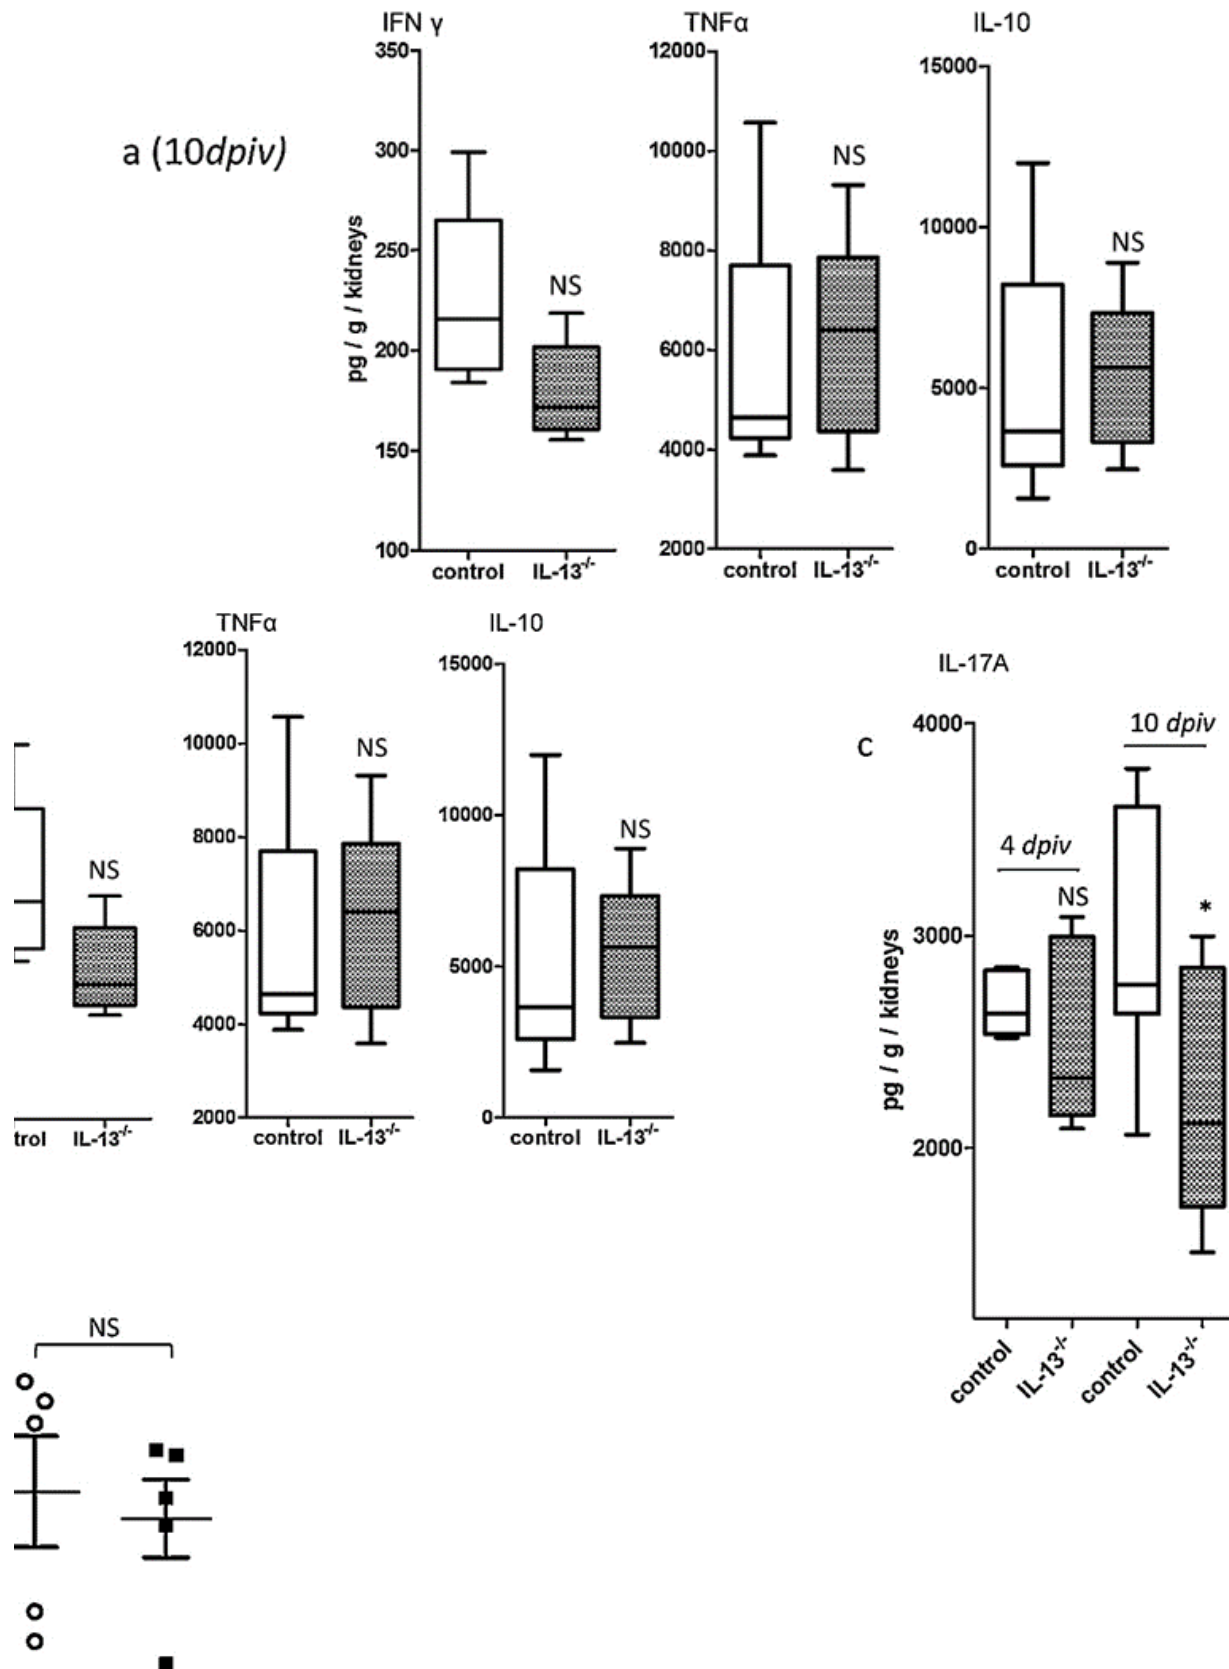 IFN γ
TNFα
IL-10
a (10dpiv)
350
300
250
200
150
100
pg / g / kidneys
NS
control
IL-13-/-
12000
10000
8000
6000
4000
2000
NS
control
IL-13-/-
15000
10000
5000
0
NS
control
IL-13-/-
NS
trol
IL-13-/-
TNFα
12000
10000
8000
6000
4000
2000
NS
control
IL-13-/-
IL-10
15000
10000
5000
0
NS
control
IL-13-/-
IL-17A
c
4000
3000
2000
pg / g / kidneys
4 dpiv
NS
10 dpiv
*
control
IL-13-/-
control
IL-13-/-
NS